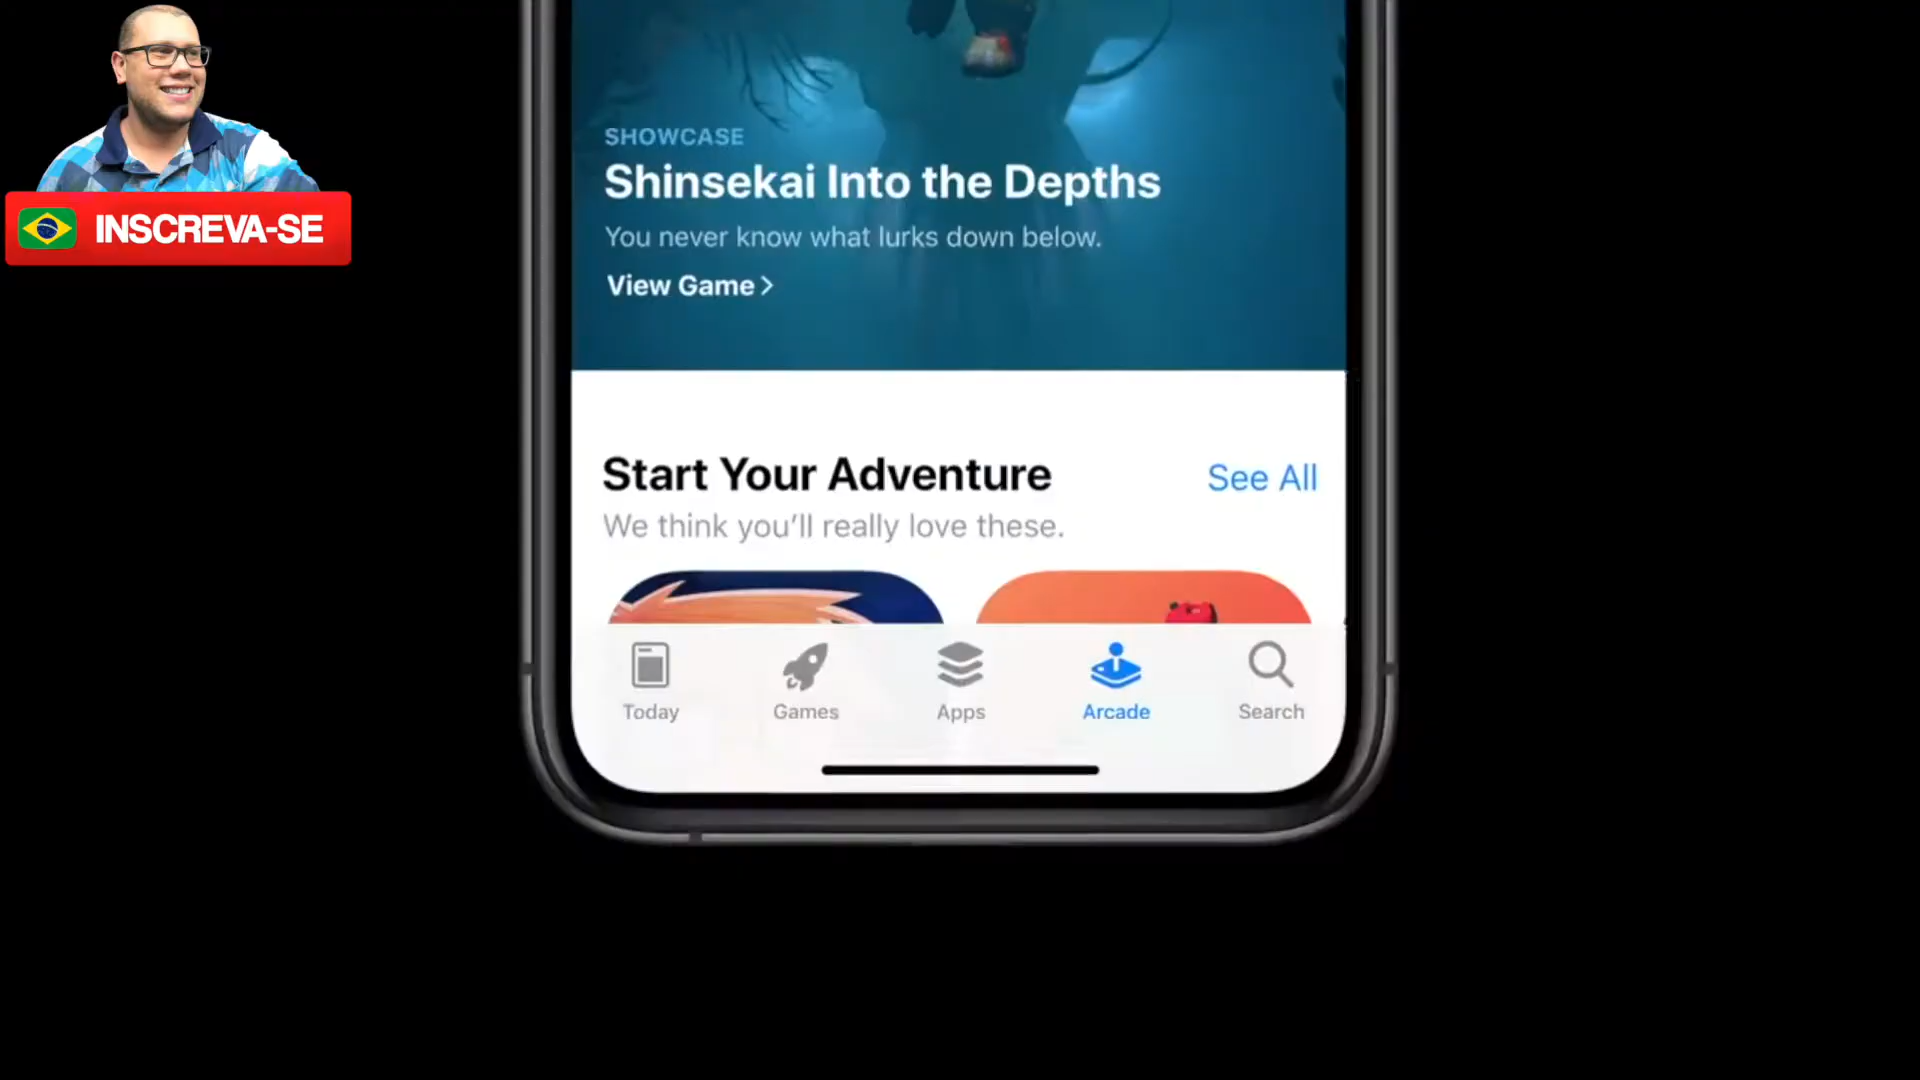 INSCREVA-SE
SHOWCASE
Shinsekai Into the Depths
You never know what lurks down below.
View Game >
Start Your Adventure
See All
We think you'll really love these.
Today
Games
Apps
Arcade
Search